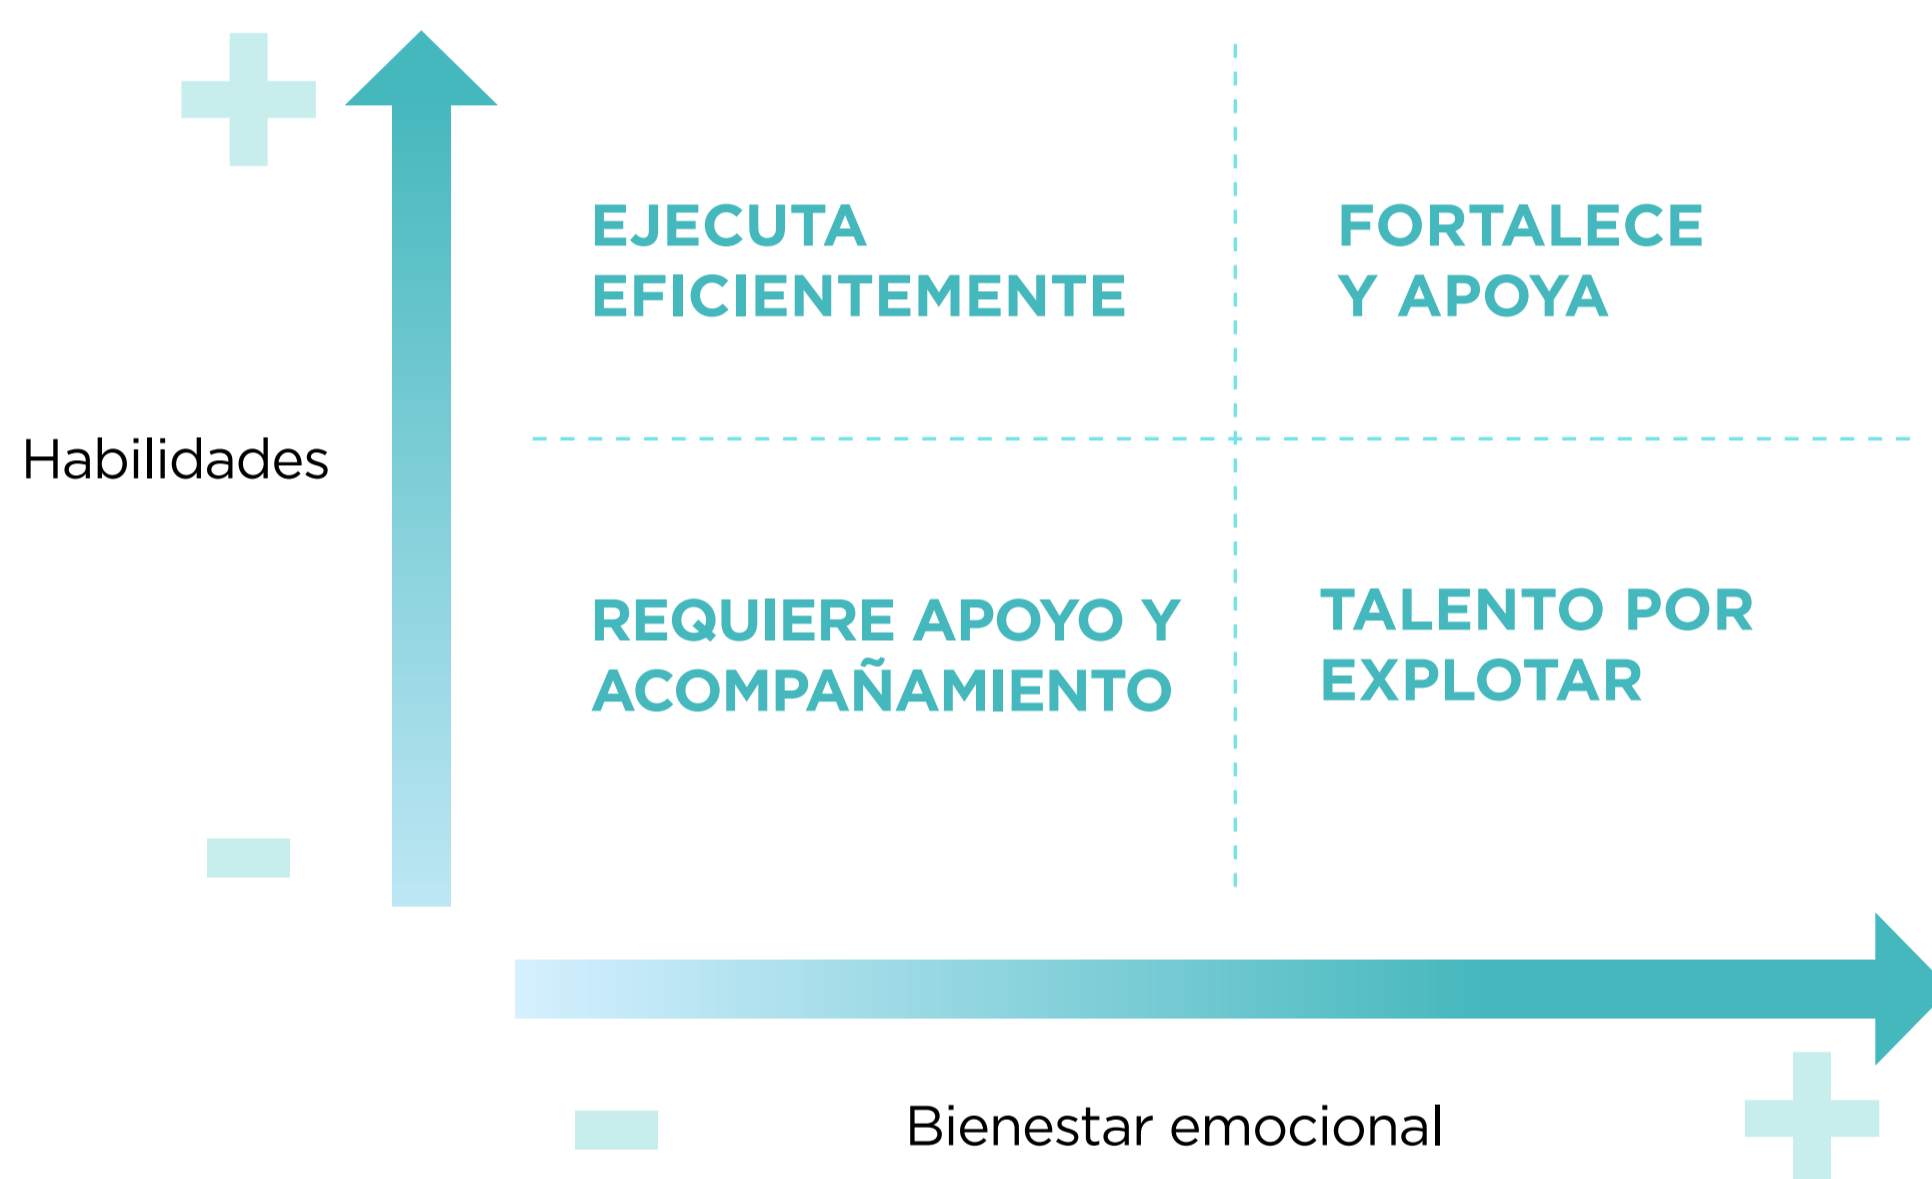 EJECUTA
EFICIENTEMENTE
FORTALECE
Y APOYA
Habilidades
REQUIERE APOYO Y
ACOMPAÑAMIENTO
TALENTO POR
EXPLOTAR
Bienestar emocional